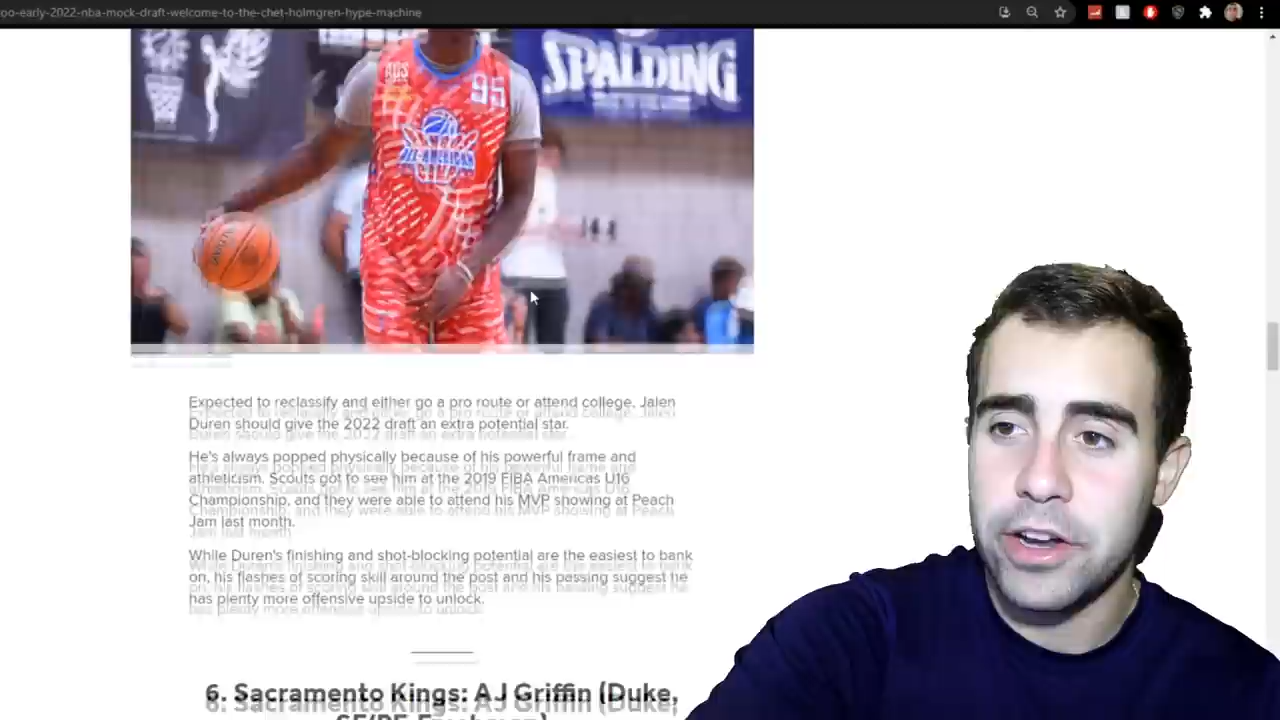 oo-early-2022-nba-mock-draft-welcome-to-the-chet-holmgren-hype-machine
SPALDING
95
ALL-AMERICAN
Expected to reclassify and either go a pro route or attend college, Jalen
Duren should give the 2022 draft an extra potential star.
He's always popped physically because of his powerful frame and
athleticism. Scouts got to see him at the 2019 FIBA Americas U16
Championship, and they were able to attend his MVP showing at Peach
Jam last month.
While Duren's finishing and shot-blocking potential are the easiest to bank
on, his flashes of scoring skill around the post and his passing suggest he
has plenty more offensive upside to unlock.
6. Sacramento Kings: AJ Griffin (Duke,
SF/PF, Freshman)